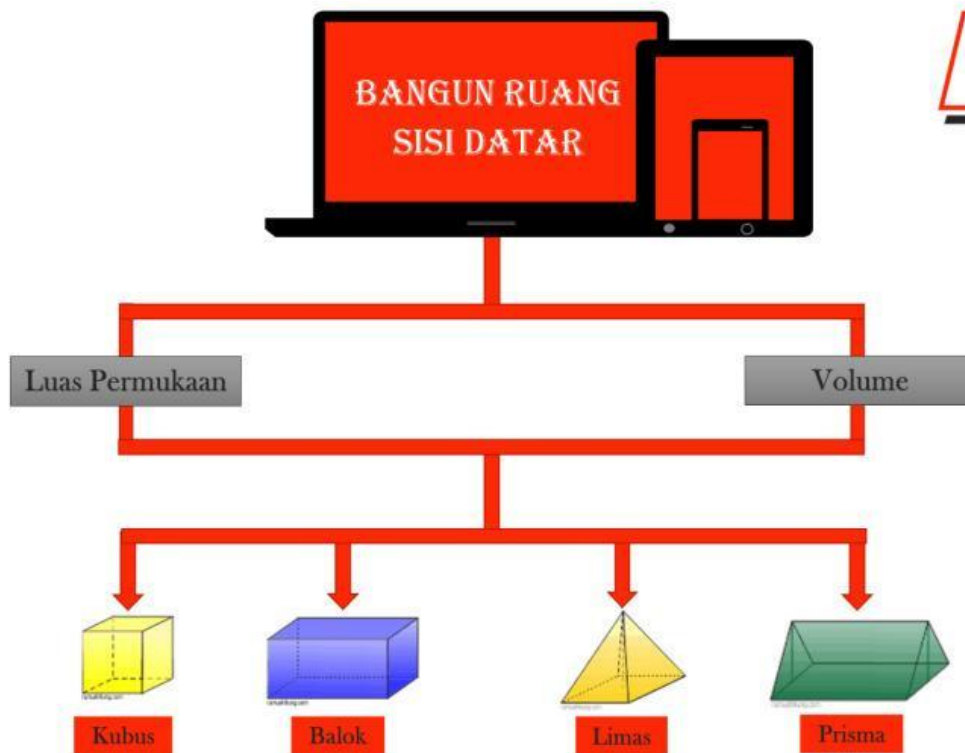 BANGUN RUANG
SISI DATAR
Luas Permukaan
Volume
Kubus
Balok
Limas
Prisma